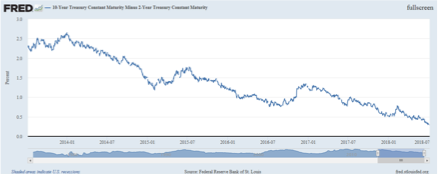 FRED
— 10-Year Treasury Constant Maturity Minus 2-Year Treasury Constant Maturity
fullscreen
3.0
2.5
2.0
1.5
1.0
0.5
0.0
Percent
2014-01 2014-07 2015-01 2015-07 2016-01 2016-07 2017-01 2017-07 2018-01 2018-07
Shaded areas indicate U.S. recessions
Source: Federal Reserve Bank of St. Louis
fred.stlouisfed.org